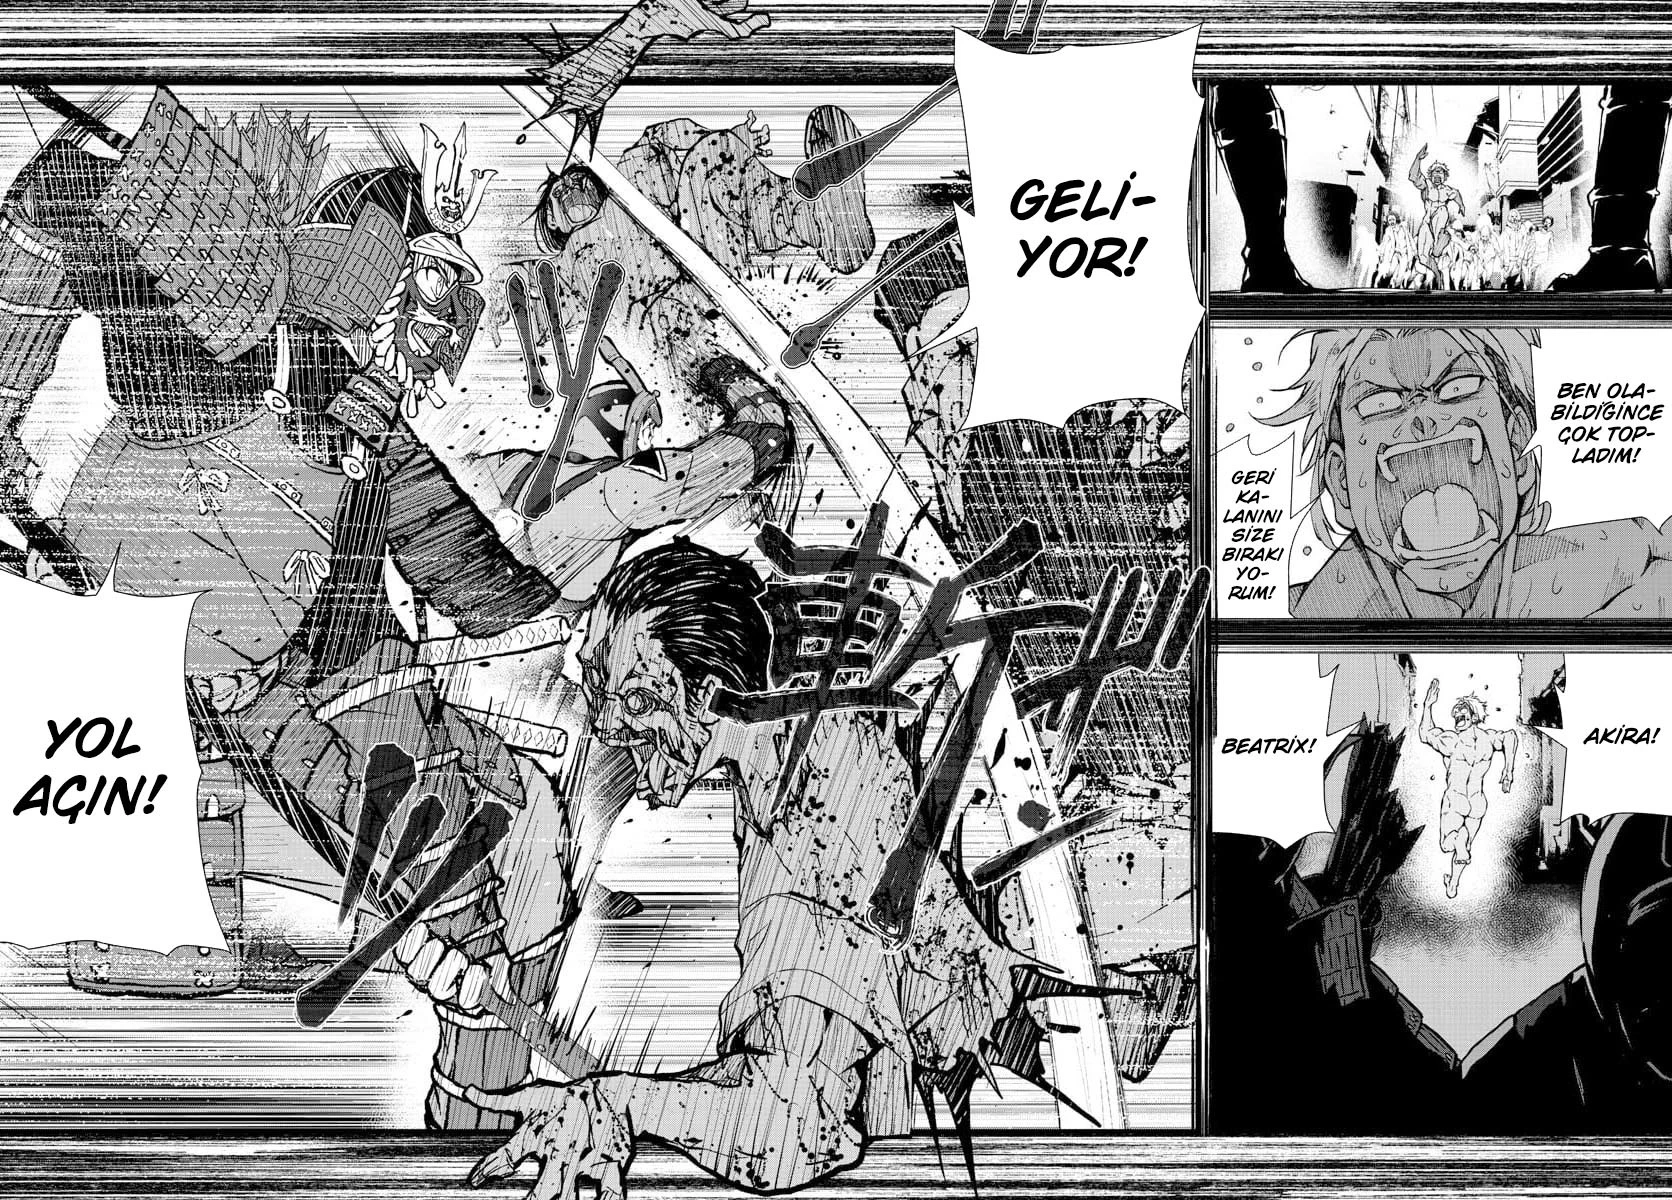 BEN OLA-
BİLDİĞİNCE
ÇOK TOP-
LADIM!
GERİ
KA-
LANINI
SİZE
BIRAKI
YO-
RUM!
AKİRA!
BEATRİX!
GELİ-
YOR!
YOL
AÇIN!